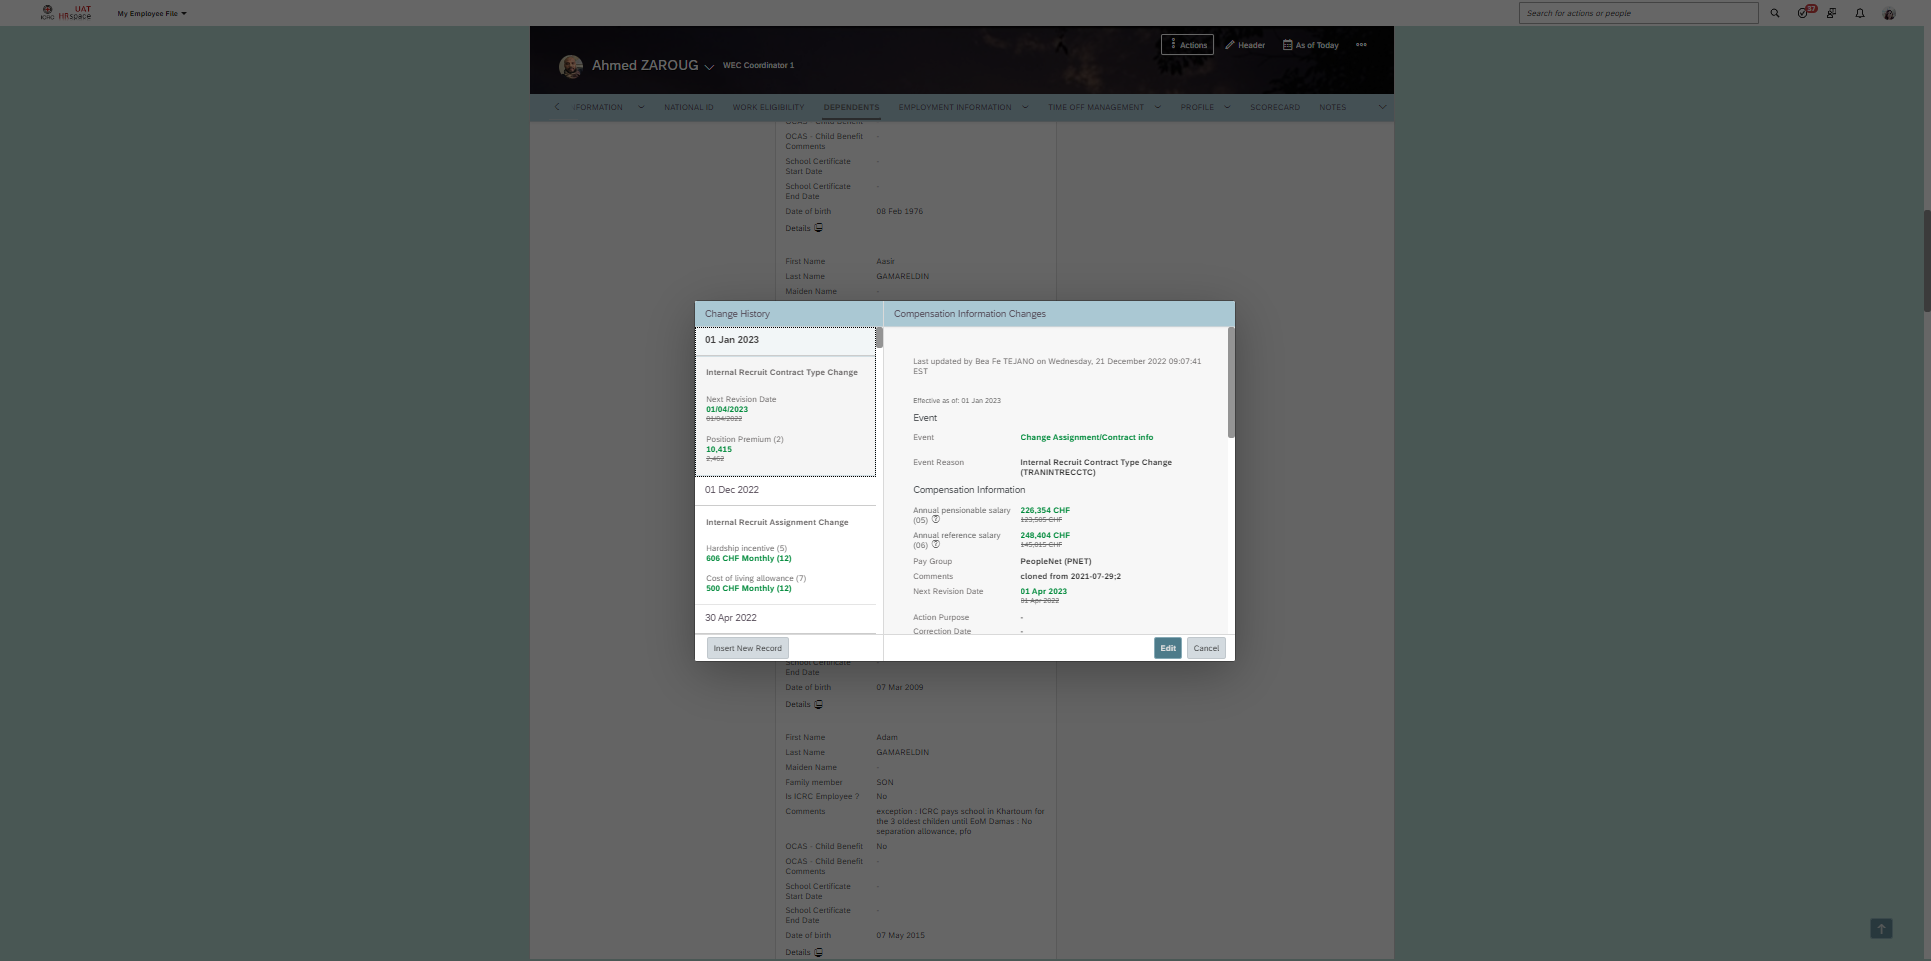 ICRC
UAT
HRspace
My Employee File
Search for actions or people
37
Actions
Header
As of Today
Ahmed ZAROUG
WEC Coordinator 1
FORMATION
NATIONAL ID
WORK ELIGIBILITY
DEPENDENTS
EMPLOYMENT INFORMATION
TIME OFF MANAGEMENT
PROFILE
SCORECARD
NOTES
OCAS - Child Benefit
OCAS - Child Benefit -
Comments
School Certificate -
Start Date
School Certificate -
End Date
Date of birth 08 Feb 1976
Details
First Name Aasir
Last Name GAMARELDIN
Maiden Name -
Change History
01 Jan 2023
Internal Recruit Contract Type Change
Next Revision Date
01/04/2023
01/04/2022
Position Premium (2)
10,415
2,452
01 Dec 2022
Internal Recruit Assignment Change
Hardship incentive (5)
606 CHF Monthly (12)
Cost of living allowance (7)
500 CHF Monthly (12)
30 Apr 2022
Insert New Record
Compensation Information Changes
Last updated by Bea Fe TEJANO on Wednesday, 21 December 2022 09:07:41
EST
Effective as of: 01 Jan 2023
Event
Event Change Assignment/Contract info
Event Reason Internal Recruit Contract Type Change
(TRANINTRECCTC)
Compensation Information
Annual pensionable salary 226,354 CHF
(05) 123,505 CHF
Annual reference salary 248,404 CHF
(06) 145,015 CHF
Pay Group PeopleNet (PNET)
Comments cloned from 2021-07-29;2
Next Revision Date 01 Apr 2023
01 Apr 2022
Action Purpose -
Correction Date -
Edit
Cancel
School Certificate
End Date
Date of birth 07 Mar 2009
Details
First Name Adam
Last Name GAMARELDIN
Maiden Name -
Family member SON
Is ICRC Employee ? No
Comments exception : ICRC pays school in Khartoum for
the 3 oldest childen until EoM Damas : No
separation allowance, pfo
OCAS - Child Benefit No
OCAS - Child Benefit -
Comments
School Certificate -
Start Date
School Certificate -
End Date
Date of birth 07 May 2015
Details